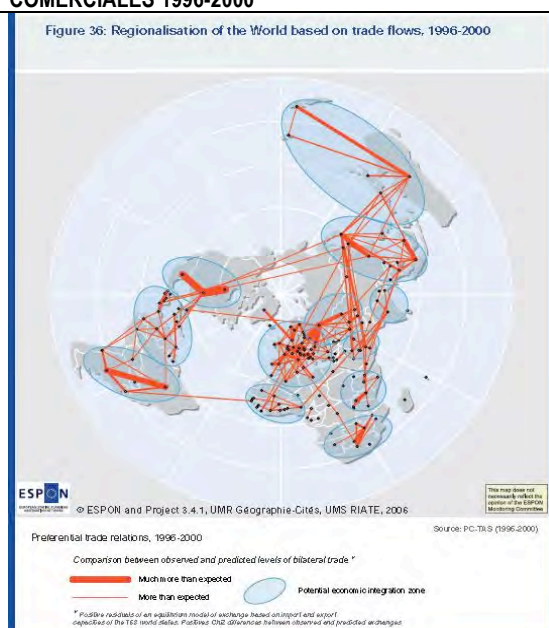 COMERCIALES 1996-2000
Figure 36: Regionalisation of the World based on trade flows, 1996-2000
ESPON
© ESPON and Project 3.4.1, UMR Géographie-Cités, UMS RIATE, 2006
This map does not
necessarily reflect the
opinion of the ESPON
Monitoring Committee
Source: PC-TAS (1996-2000)
Preferential trade relations, 1996-2000
Comparison between observed and predicted levels of bilateral trade *
Much more than expected
More than expected
Potential economic integration zone
* Positive residuals of an equilibrium model of exchange based on import and export
capacities of the 163 world states. Positives Chi2 differences between observed and predicted exchanges